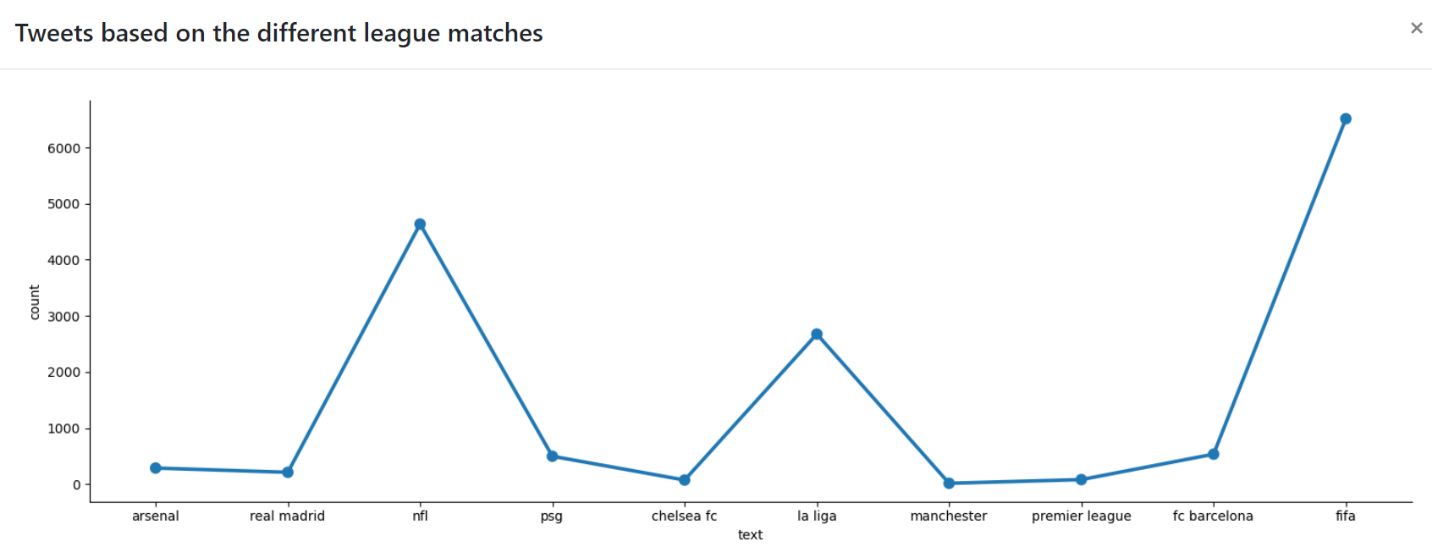 Tweets based on the different league matches
×
6000
5000
4000
3000
2000
1000
0
count
arsenal real madrid nfl psg chelsea fc la liga manchester premier league fc barcelona fifa
text